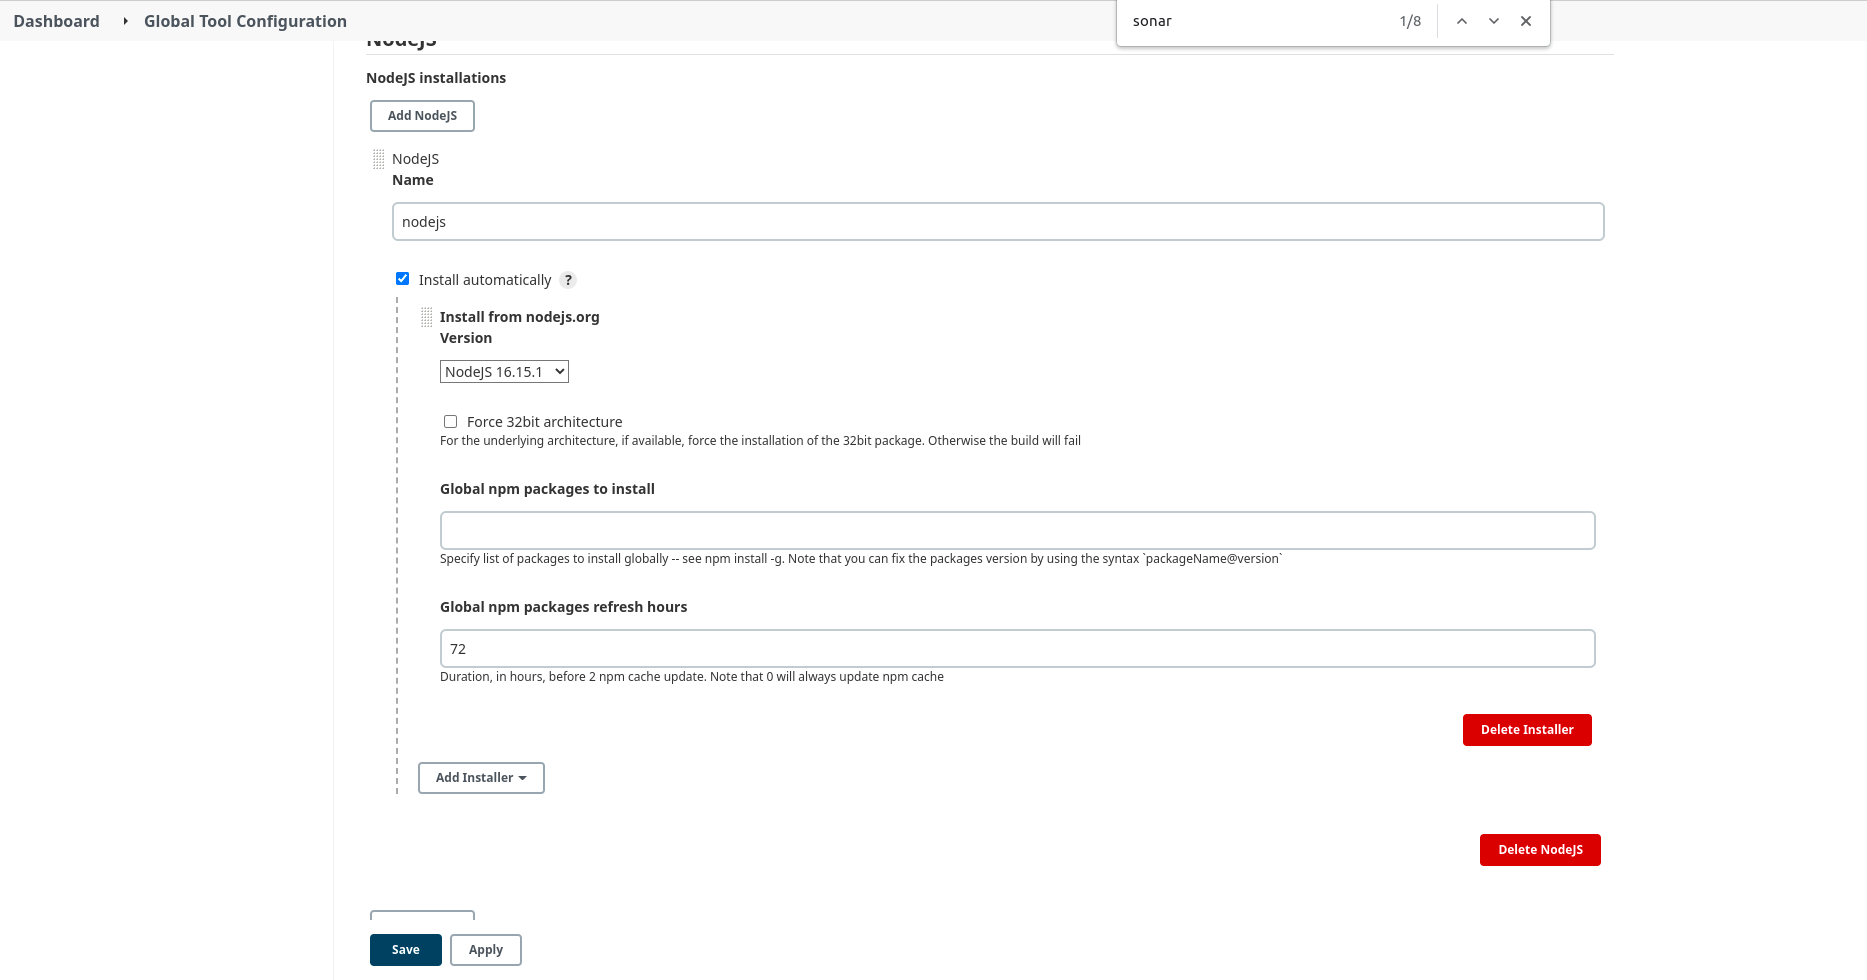 Dashboard
Global Tool Configuration
sonar
1/8
NodeJS
NodeJS installations
Add NodeJS
NodeJS
Name
nodejs
Install automatically
?
Install from nodejs.org
Version
NodeJS 16.15.1
Force 32bit architecture
For the underlying architecture, if available, force the installation of the 32bit package. Otherwise the build will fail
Global npm packages to install
Specify list of packages to install globally -- see npm install -g. Note that you can fix the packages version by using the syntax `packageName@version`
Global npm packages refresh hours
72
Duration, in hours, before 2 npm cache update. Note that 0 will always update npm cache
Delete Installer
Add Installer
Delete NodeJS
Save
Apply